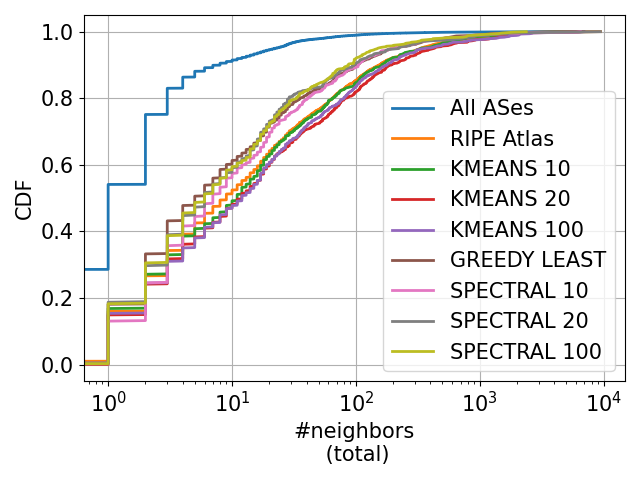 1.0
0.8
0.6
0.4
0.2
0.0
CDF
10^0
10^1
10^2
10^3
10^4
#neighbors
(total)
All ASes
RIPE Atlas
KMEANS 10
KMEANS 20
KMEANS 100
GREEDY LEAST
SPECTRAL 10
SPECTRAL 20
SPECTRAL 100